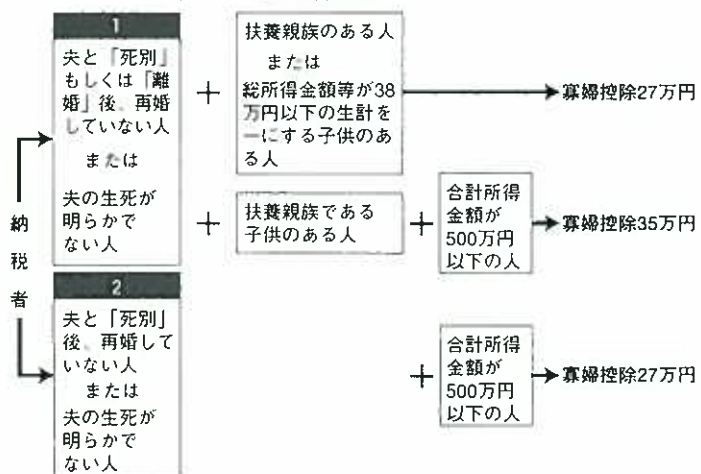 1
夫と「死別」
もしくは「離
婚」後、再婚
していない人
または
夫の生死が
明らかで
ない人
+
扶養親族のある人
または
総所得金額等が38
万円以下の生計を
一にする子供のあ
る人
寡婦控除27万円
+
扶養親族である
子供のある人
+
合計所得
金額が
500万円
以下の人
寡婦控除35万円
納税者
2
夫と「死別」
後、再婚して
いない人
または
夫の生死が
明らかで
ない人
+
合計所得
金額が
500万円
以下の人
寡婦控除27万円